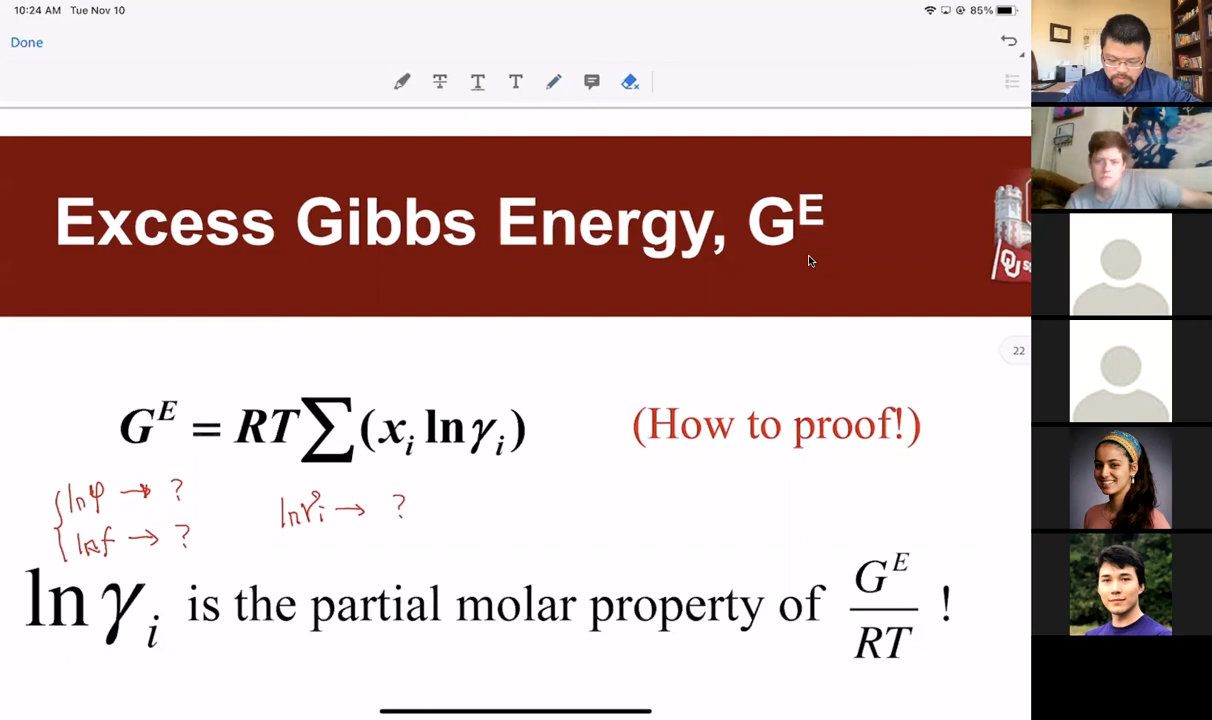 10:24 AM Tue Nov 10
85%
Done
T T T
Excess Gibbs Energy, Gᴱ
OU
22
Gᴱ = RT∑(xᵢ ln γᵢ) (How to proof!)
ln φ → ? ln γᵢ → ?
ln f → ?
ln γᵢ is the partial molar property of Gᴱ/RT !